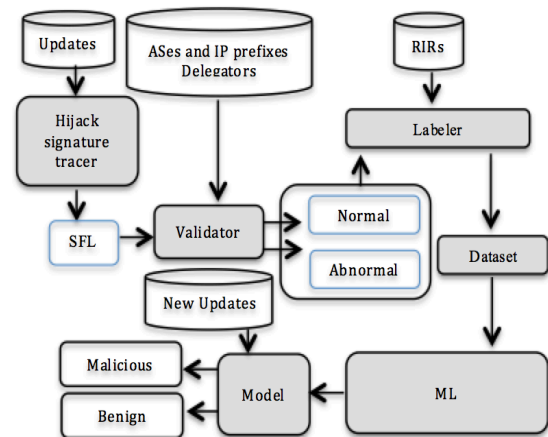 Updates
ASes and IP prefixes
Delegators
RIRs
Hijack
signature
tracer
Labeler
SFL
Validator
Normal
Abnormal
Dataset
New Updates
Malicious
Benign
Model
ML